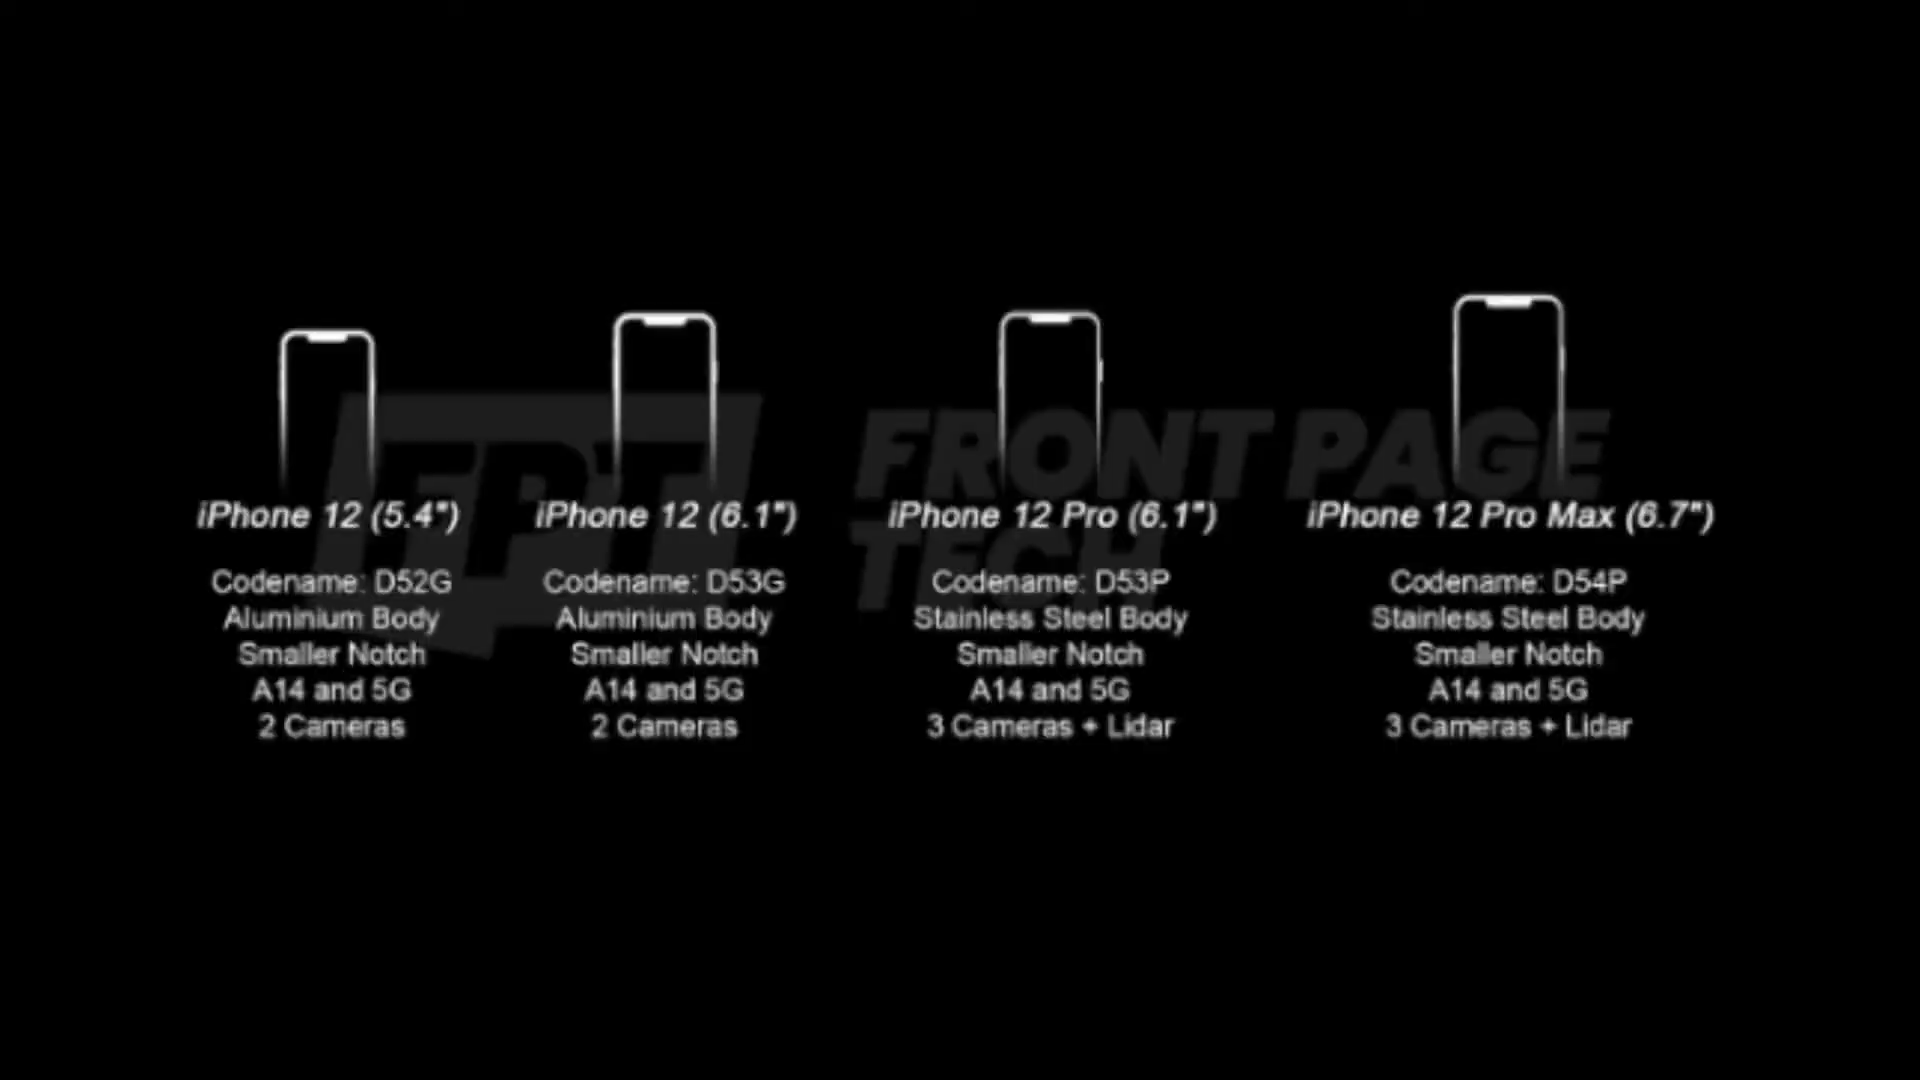 FPT FRONT PAGE
TECH
iPhone 12 (5.4")
Codename: D52G
Aluminium Body
Smaller Notch
A14 and 5G
2 Cameras
iPhone 12 (6.1")
Codename: D53G
Aluminium Body
Smaller Notch
A14 and 5G
2 Cameras
iPhone 12 Pro (6.1")
Codename: D53P
Stainless Steel Body
Smaller Notch
A14 and 5G
3 Cameras + Lidar
iPhone 12 Pro Max (6.7")
Codename: D54P
Stainless Steel Body
Smaller Notch
A14 and 5G
3 Cameras + Lidar